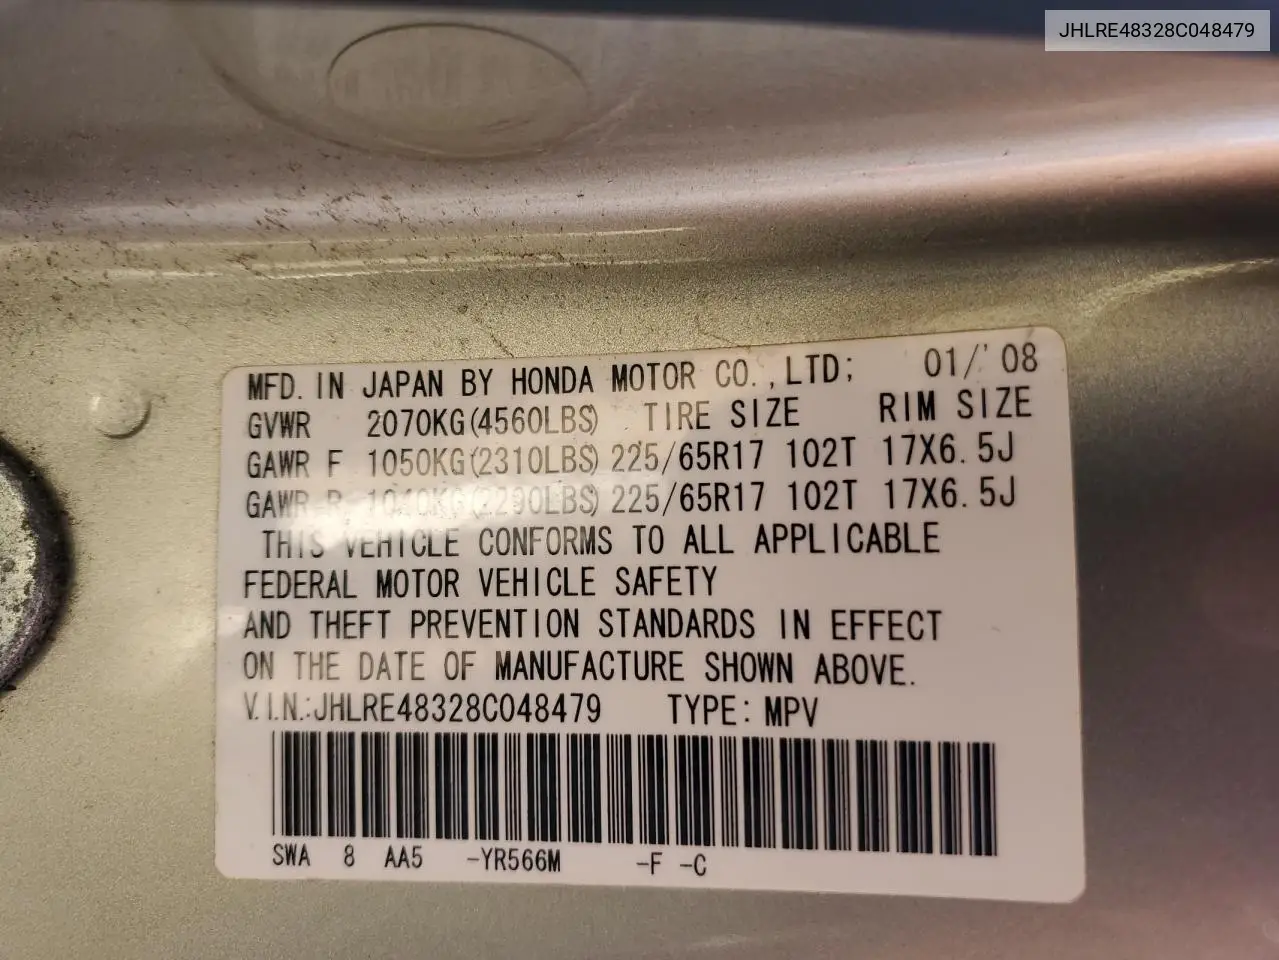 JHLRE48328C048479
MFD. IN JAPAN BY HONDA MOTOR CO., LTD; 01/'08
GVWR 2070KG(4560LBS) TIRE SIZE RIM SIZE
GAWR F 1050KG(2310LBS) 225/65R17 102T 17X6.5J
GAWR R 1040KG(2290LBS) 225/65R17 102T 17X6.5J
THIS VEHICLE CONFORMS TO ALL APPLICABLE
FEDERAL MOTOR VEHICLE SAFETY
AND THEFT PREVENTION STANDARDS IN EFFECT
ON THE DATE OF MANUFACTURE SHOWN ABOVE.
V.I.N.:JHLRE48328C048479 TYPE: MPV
SWA 8 AA5 -YR566M -F -C